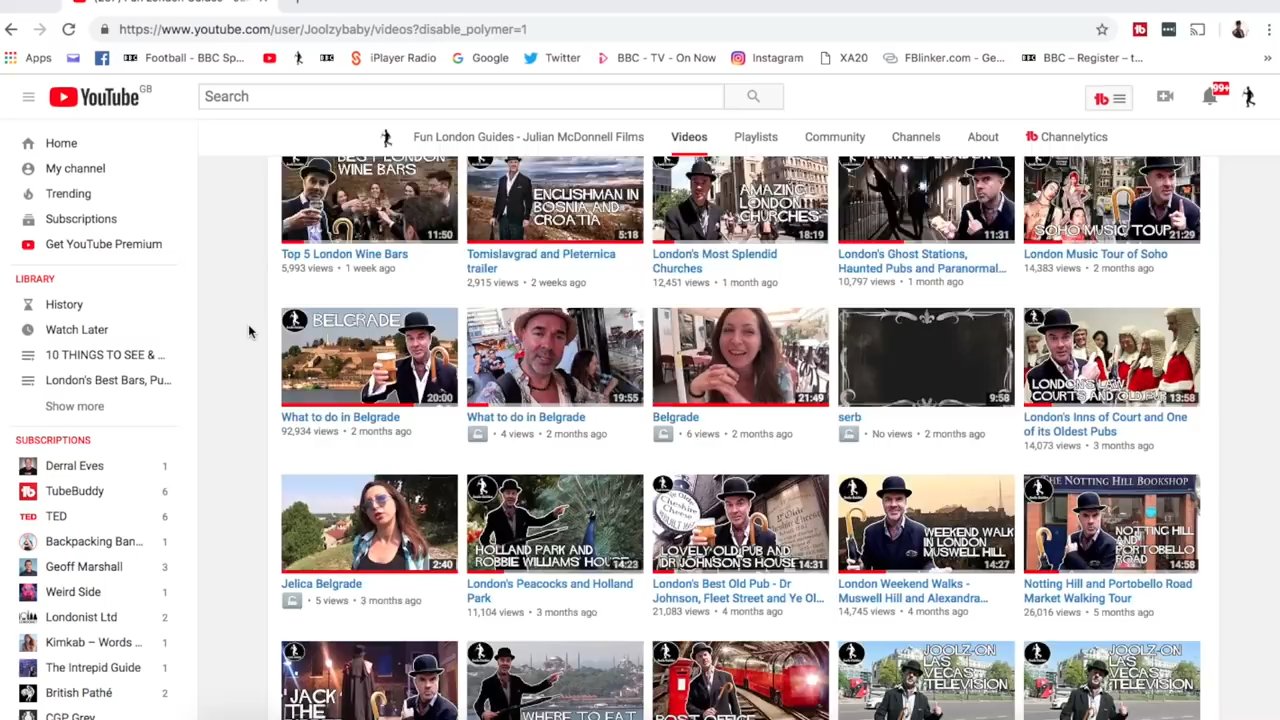 https://www.youtube.com/user/Joolzybaby/videos?disable_polymer=1
Apps
Football - BBC Sp...
iPlayer Radio
Google
Twitter
BBC - TV - On Now
Instagram
XA20
FBlinker.com - Ge...
BBC – Register – t...
YouTube GB
Search
99+
Fun London Guides - Julian McDonnell Films
Videos
Playlists
Community
Channels
About
Channelytics
Home
My channel
Trending
Subscriptions
Get YouTube Premium
LIBRARY
History
Watch Later
10 THINGS TO SEE & ...
London's Best Bars, Pu...
Show more
SUBSCRIPTIONS
Derral Eves 1
TubeBuddy 6
TED TED 6
Backpacking Ban... 1
Geoff Marshall 3
Weird Side 1
Londonist Ltd 2
Kimkab – Words ... 1
The Intrepid Guide 1
British Pathé 2
CGP Grey
BEST LONDON
WINE BARS
11:50
Top 5 London Wine Bars
5,993 views • 1 week ago
ENGLISHMAN IN
BOSNIA AND
CROATIA
5:18
Tomislavgrad and Pleternica
trailer
2,915 views • 2 weeks ago
AMAZING
LONDON
CHURCHES
18:19
London's Most Splendid
Churches
12,451 views • 1 month ago
HAUNTED LONDON
11:31
London's Ghost Stations,
Haunted Pubs and Paranormal...
10,797 views • 1 month ago
SOHO MUSIC TOUR
21:29
London Music Tour of Soho
14,383 views • 2 months ago
BELGRADE
20:00
What to do in Belgrade
92,934 views • 2 months ago
19:55
What to do in Belgrade
4 views • 2 months ago
21:49
Belgrade
6 views • 2 months ago
9:58
serb
No views • 2 months ago
LONDON'S LAW
COURTS AND OLD PUB
13:58
London's Inns of Court and One
of its Oldest Pubs
14,073 views • 3 months ago
2:40
Jelica Belgrade
5 views • 3 months ago
HOLLAND PARK AND
ROBBIE WILLIAMS' HOUSE
14:23
London's Peacocks and Holland
Park
11,104 views • 3 months ago
Ye Olde
Cheshire
Cheese
LOVELY OLD PUB AND
DR JOHNSON'S HOUSE
14:31
London's Best Old Pub - Dr
Johnson, Fleet Street and Ye Ol...
21,083 views • 4 months ago
WEEKEND WALK
IN LONDON
MUSWELL HILL
14:27
London Weekend Walks -
Muswell Hill and Alexandra...
14,745 views • 4 months ago
THE NOTTING HILL BOOKSHOP
NOTTING HILL
AND
PORTOBELLO
ROAD
14:58
Notting Hill and Portobello Road
Market Walking Tour
26,016 views • 5 months ago
'JACK
THE
WHERE TO EAT
POST OFFICE
JOOLZ ON
LAS
VEGAS
TELEVISION
JOOLZ ON
LAS
VEGAS
TELEVISION